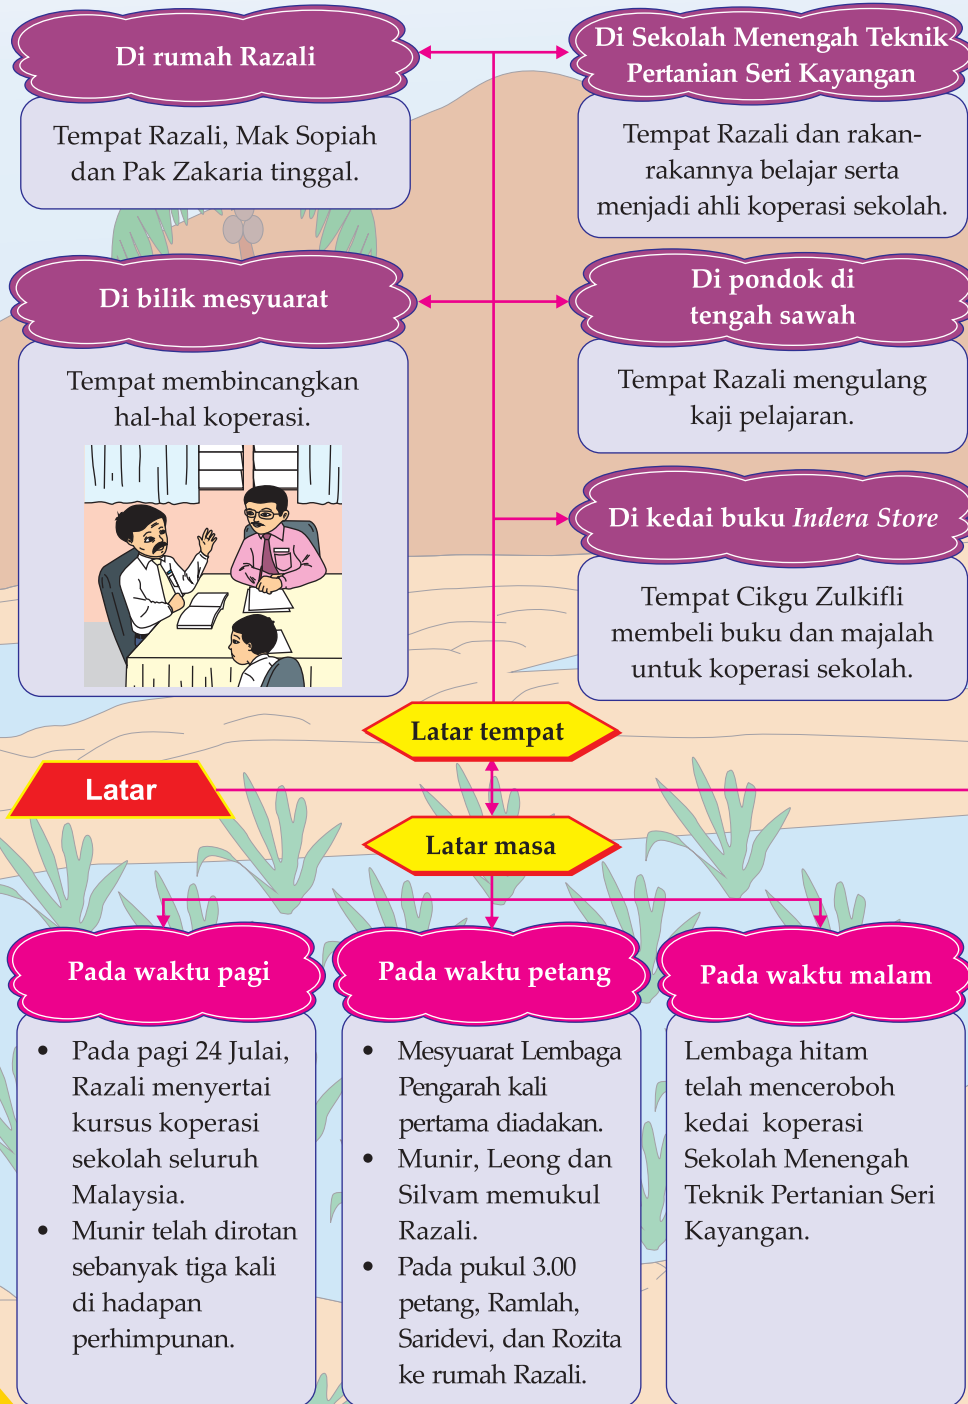 Di rumah Razali
Tempat Razali, Mak Sopiah
dan Pak Zakaria tinggal.
Di Sekolah Menengah Teknik
Pertanian Seri Kayangan
Tempat Razali dan rakan-
rakannya belajar serta
menjadi ahli koperasi sekolah.
Di bilik mesyuarat
Tempat membincangkan
hal-hal koperasi.
Di pondok di
tengah sawah
Tempat Razali mengulang
kaji pelajaran.
Di kedai buku Indera Store
Tempat Cikgu Zulkifli
membeli buku dan majalah
untuk koperasi sekolah.
Latar tempat
Latar
Latar masa
Pada waktu pagi
• Pada pagi 24 Julai,
Razali menyertai
kursus koperasi
sekolah seluruh
Malaysia.
• Munir telah dirotan
sebanyak tiga kali
di hadapan
perhimpunan.
Pada waktu petang
• Mesyuarat Lembaga
Pengarah kali
pertama diadakan.
• Munir, Leong dan
Silvam memukul
Razali.
• Pada pukul 3.00
petang, Ramlah,
Saridevi, dan Rozita
ke rumah Razali.
Pada waktu malam
Lembaga hitam
telah menceroboh
kedai koperasi
Sekolah Menengah
Teknik Pertanian Seri
Kayangan.